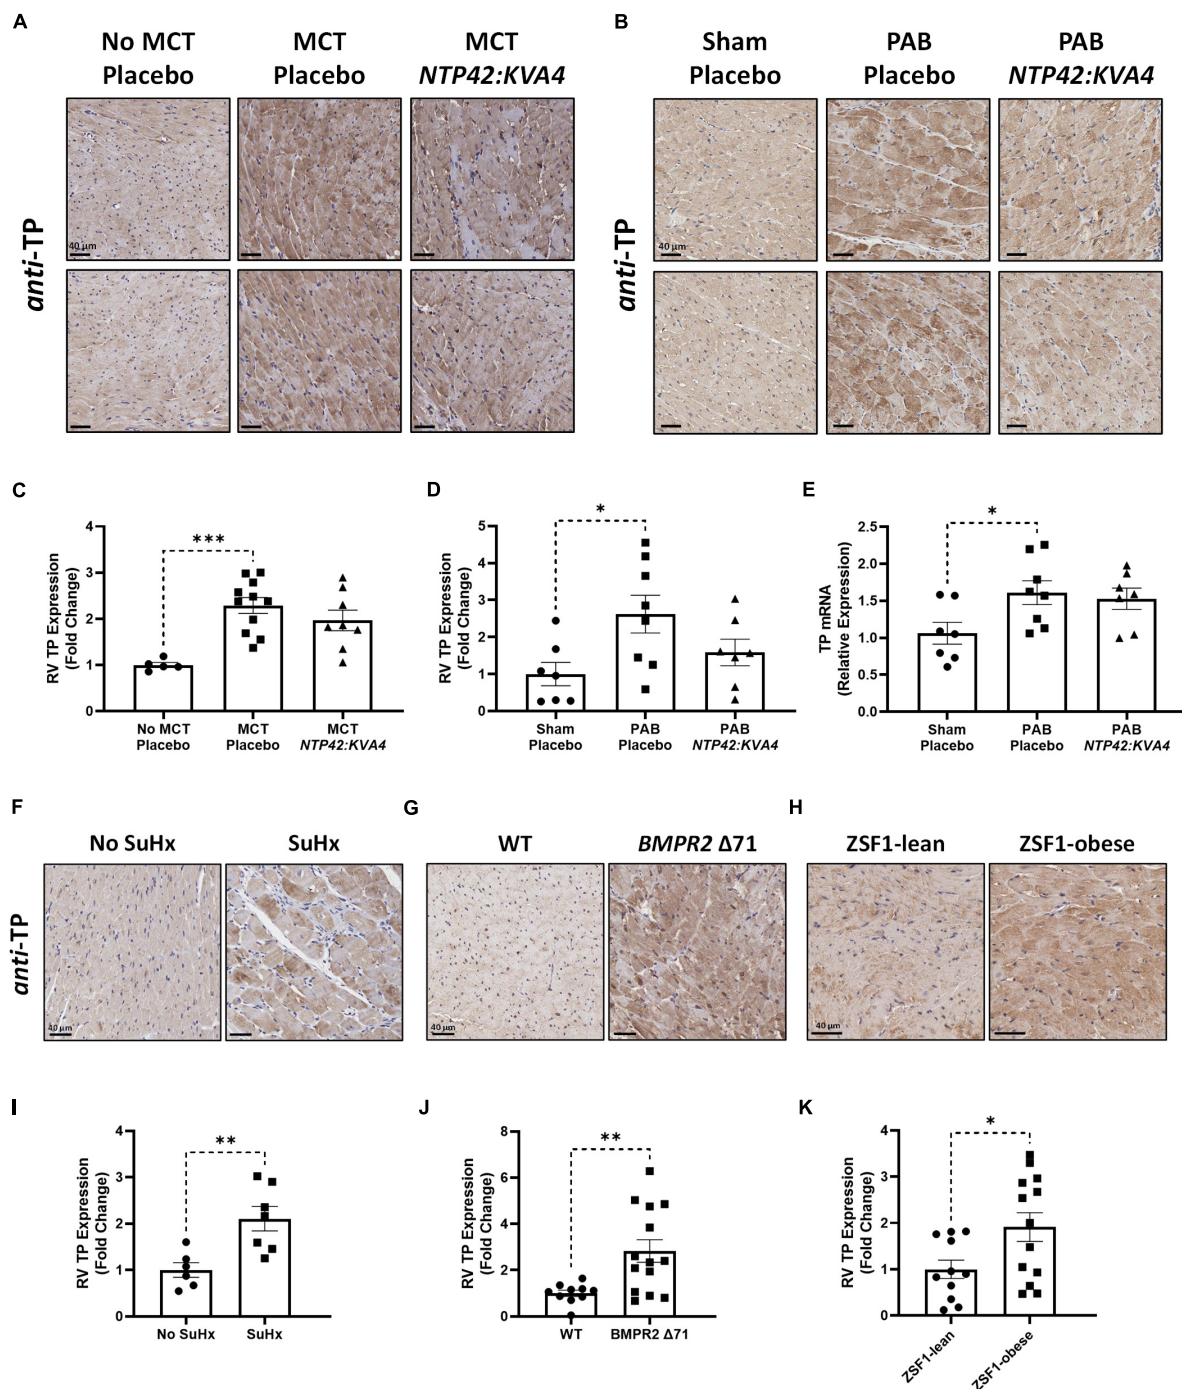 A
No MCT Placebo
MCT Placebo
MCT NTP42:KVA4
anti-TP
40 µm
B
Sham Placebo
PAB Placebo
PAB NTP42:KVA4
anti-TP
40 µm
C
RV TP Expression
(Fold Change)
4
3
2
1
0
***
No MCT Placebo
MCT Placebo
MCT NTP42:KVA4
D
RV TP Expression
(Fold Change)
5
4
3
2
1
0
*
Sham Placebo
PAB Placebo
PAB NTP42:KVA4
E
TP mRNA
(Relative Expression)
2.5
2.0
1.5
1.0
0.5
0.0
*
Sham Placebo
PAB Placebo
PAB NTP42:KVA4
F
No SuHx
SuHx
anti-TP
40 µm
G
WT
BMPR2 Δ71
40 µm
H
ZSF1-lean
ZSF1-obese
40 µm
I
RV TP Expression
(Fold Change)
4
3
2
1
0
**
No SuHx
SuHx
J
RV TP Expression
(Fold Change)
8
6
4
2
0
**
WT
BMPR2 Δ71
K
RV TP Expression
(Fold Change)
4
3
2
1
0
*
ZSF1-lean
ZSF1-obese